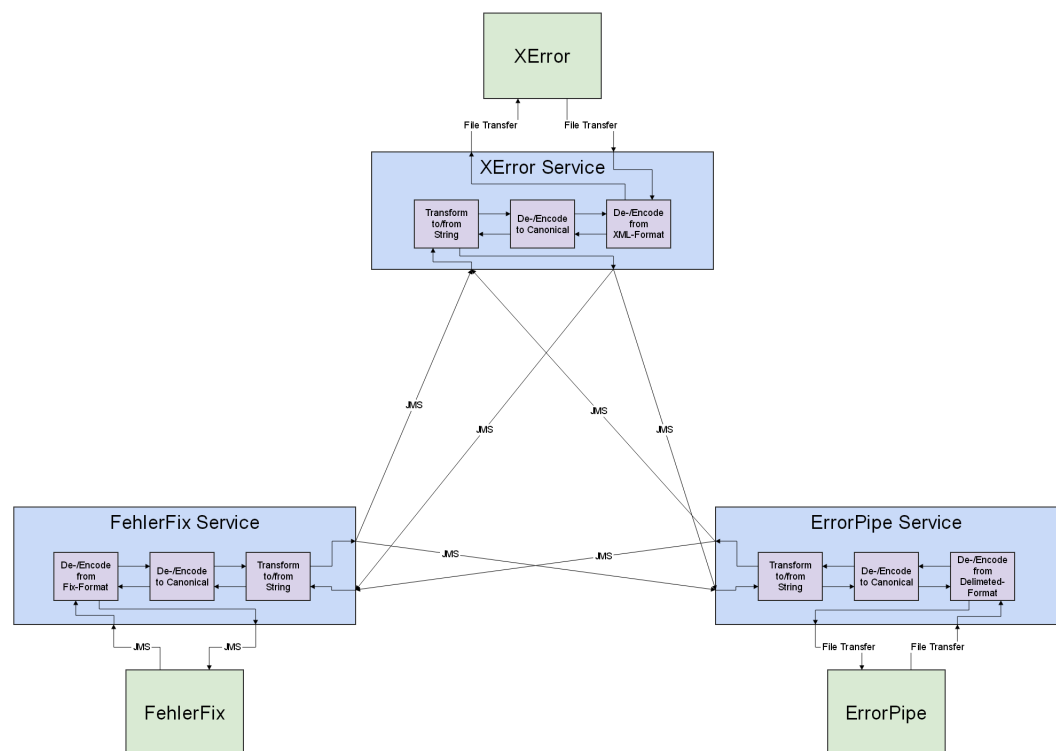 XError
File Transfer
File Transfer
XError Service
Transform
to/from
String
De-/Encode
to Canonical
De-/Encode
from
XML-Format
JMS
JMS
JMS
JMS
FehlerFix Service
De-/Encode
from
Fix-Format
De-/Encode
to Canonical
Transform
to/from
String
JMS
JMS
ErrorPipe Service
Transform
to/from
String
De-/Encode
to Canonical
De-/Encode
from
Delimeted-
Format
JMS
JMS
File Transfer
File Transfer
FehlerFix
ErrorPipe